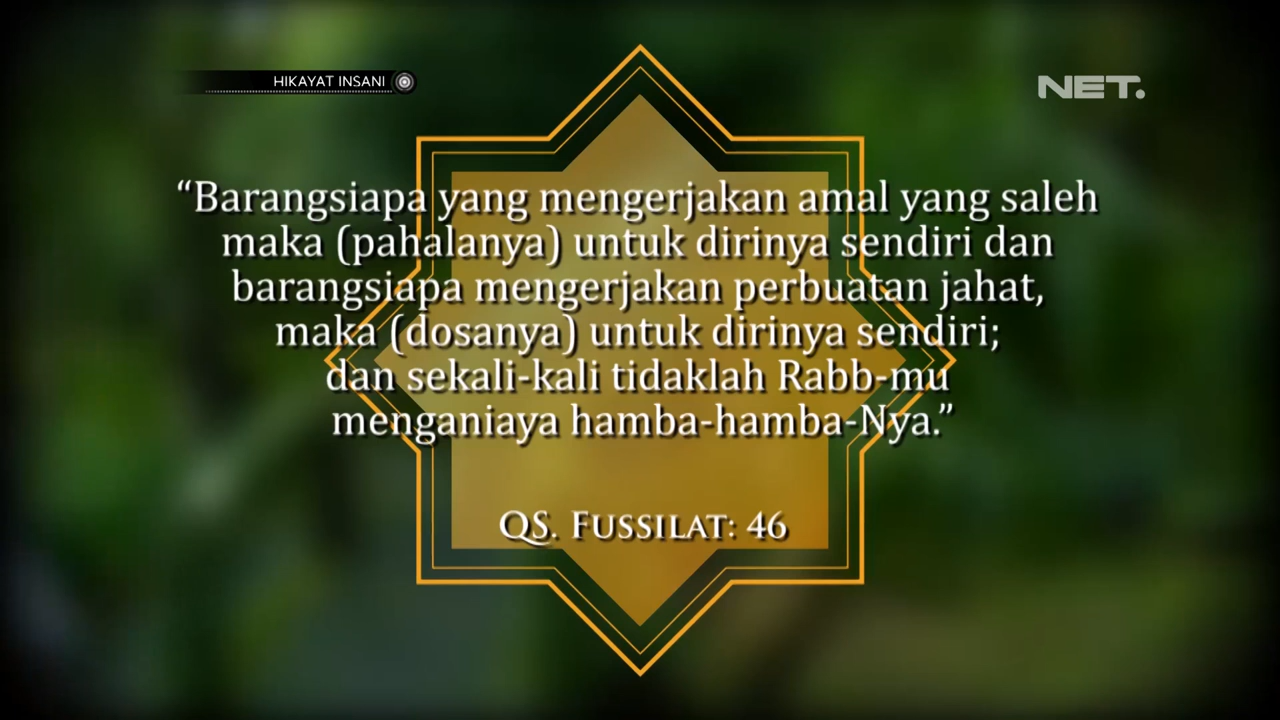 HIKAYAT INSANI
NET.
“Barangsiapa yang mengerjakan amal yang saleh
maka (pahalanya) untuk dirinya sendiri dan
barangsiapa mengerjakan perbuatan jahat,
maka (dosanya) untuk dirinya sendiri;
dan sekali-kali tidaklah Rabb-mu
menganiaya hamba-hamba-Nya.”
QS. FUSSILAT: 46